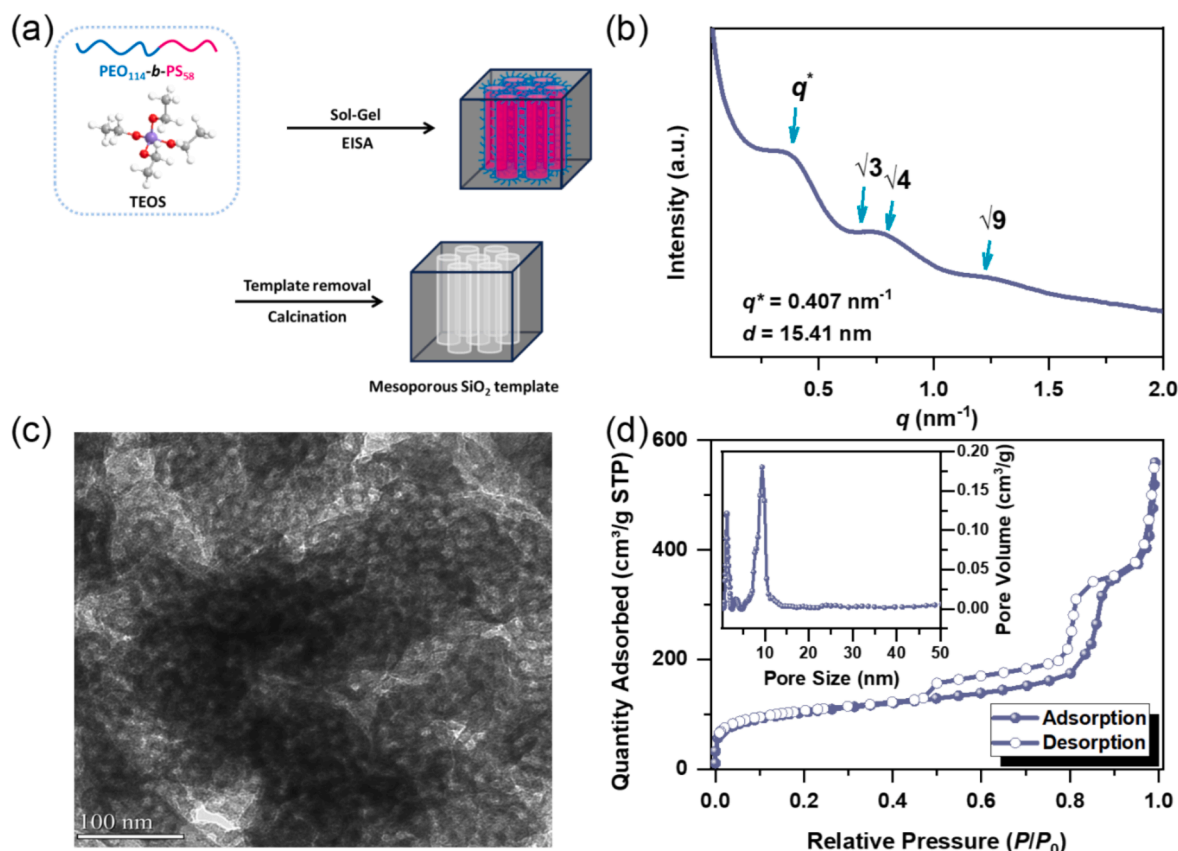 (a)
PEO₁₁₄-b-PS₅₈
TEOS
Sol-Gel
EISA
Template removal
Calcination
Mesoporous SiO₂ template
(b)
Intensity (a.u.)
q*
√3
√4
√9
q* = 0.407 nm⁻¹
d = 15.41 nm
0.5 1.0 1.5 2.0
q (nm⁻¹)
(c)
100 nm
(d)
Quantity Adsorbed (cm³/g STP)
600
400
200
0
0.0 0.2 0.4 0.6 0.8 1.0
Relative Pressure (P/P₀)
0.20
0.15
0.10
0.05
0.00
Pore Volume (cm³/g)
10 20 30 40 50
Pore Size (nm)
Adsorption
Desorption